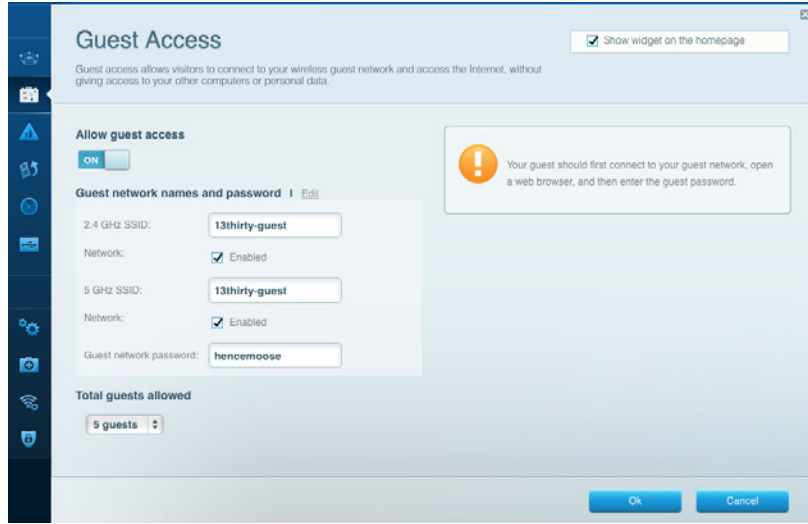 Guest Access
Show widget on the homepage
Guest access allows visitors to connect to your wireless guest network and access the Internet, without
giving access to your other computers or personal data.
Allow guest access
ON
Your guest should first connect to your guest network, open
a web browser, and then enter the guest password.
Guest network names and password | Edit
2.4 GHz SSID: 13thirty-guest
Network: Enabled
5 GHz SSID: 13thirty-guest
Network: Enabled
Guest network password: hencemoose
Total guests allowed
5 guests
Ok Cancel